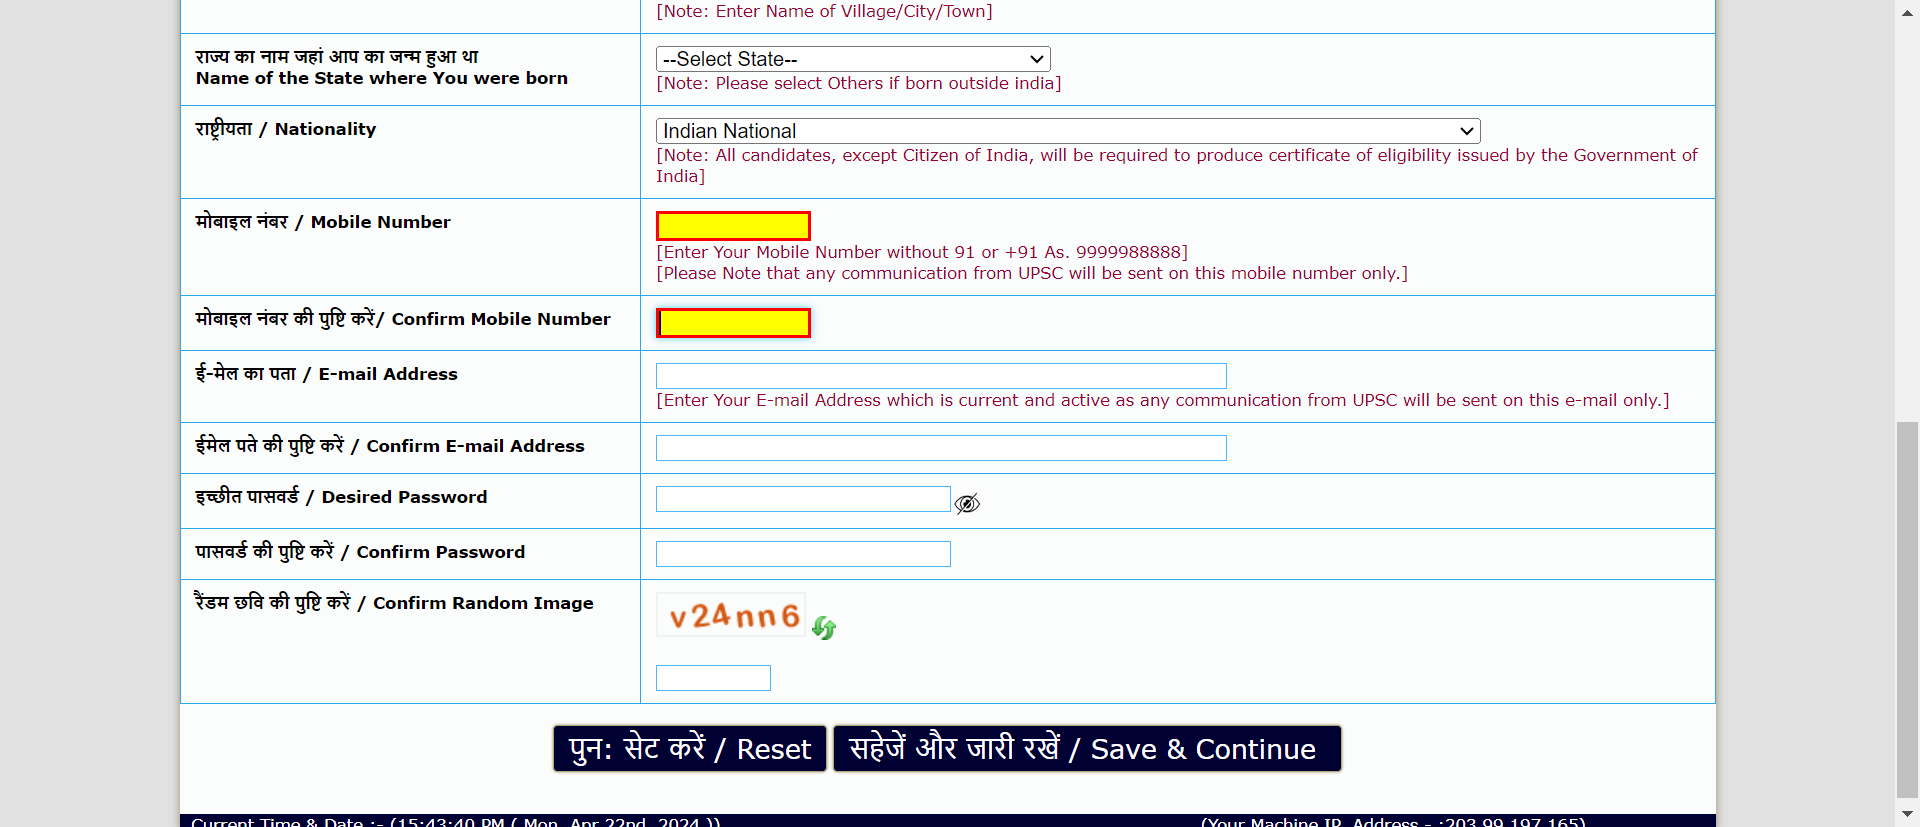 [Note: Enter Name of Village/City/Town]
राज्य का नाम जहां आप का जन्म हुआ था
Name of the State where You were born
--Select State--
[Note: Please select Others if born outside india]
राष्ट्रीयता / Nationality
Indian National
[Note: All candidates, except Citizen of India, will be required to produce certificate of eligibility issued by the Government of
India]
मोबाइल नंबर / Mobile Number
[Enter Your Mobile Number without 91 or +91 As. 9999988888]
[Please Note that any communication from UPSC will be sent on this mobile number only.]
मोबाइल नंबर की पुष्टि करें/ Confirm Mobile Number
ई-मेल का पता / E-mail Address
[Enter Your E-mail Address which is current and active as any communication from UPSC will be sent on this e-mail only.]
ईमेल पते की पुष्टि करें / Confirm E-mail Address
इच्छीत पासवर्ड / Desired Password
पासवर्ड की पुष्टि करें / Confirm Password
रैंडम छवि की पुष्टि करें / Confirm Random Image
v24nn6
पुन: सेट करें / Reset
सहेजें और जारी रखें / Save & Continue
Current Time & Date :- (15:43:40 PM ( Mon, Apr 22nd, 2024 ))
(Your Machine IP Address - :203.99.197.165)